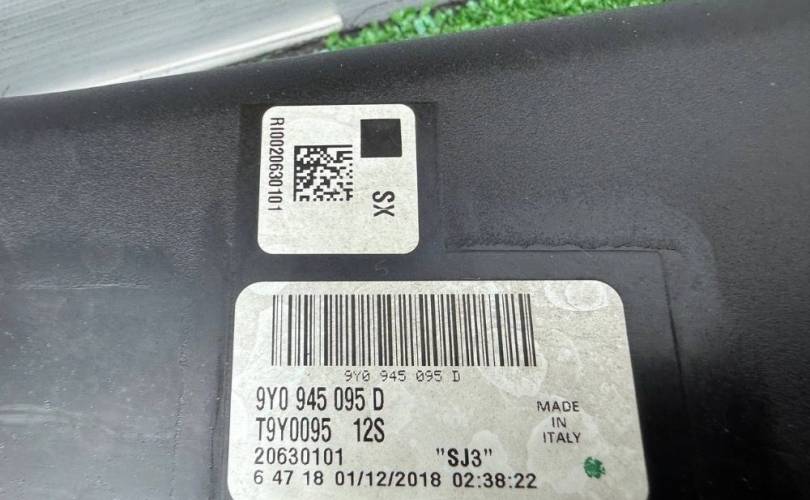 RI0020630101
SX
9Y0 945 095 D
9Y0 945 095 D
T9Y0095 12S
MADE
IN
ITALY
20630101 "SJ3"
6 47 18 01/12/2018 02:38:22